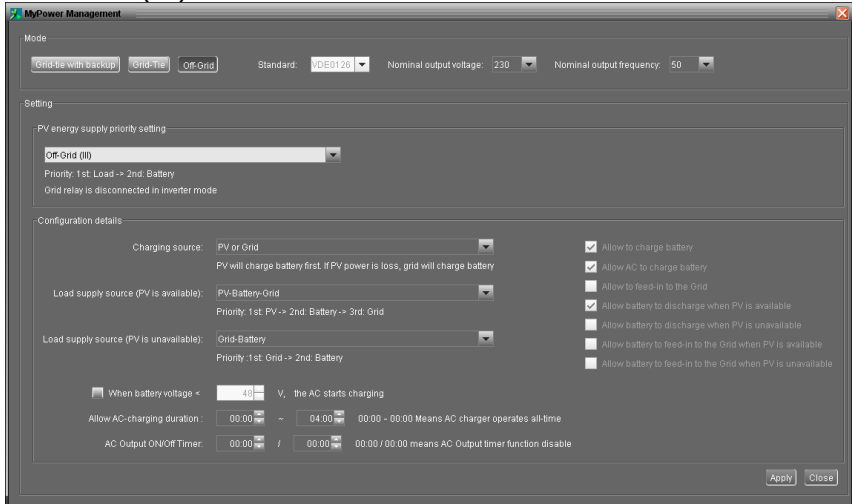 MyPower Management
Mode
Grid-tie with backup Grid-Tie Off-Grid Standard: VDE0126 Nominal output voltage: 230 Nominal output frequency: 50
Setting
PV energy supply priority setting
Off-Grid (III)
Priority: 1st: Load -> 2nd: Battery
Grid relay is disconnected in inverter mode
Configuration details
Charging source: PV or Grid
PV will charge battery first. If PV power is loss, grid will charge battery
Load supply source (PV is available): PV-Battery-Grid
Priority: 1st: PV-> 2nd: Battery -> 3rd: Grid
Load supply source (PV is unavailable): Grid-Battery
Priority :1st: Grid -> 2nd: Battery
When battery voltage < 48 V, the AC starts charging
Allow AC-charging duration : 00:00 ~ 04:00 00:00 – 00:00 Means AC charger operates all-time
AC Output ON/Off Timer: 00:00 / 00:00 00:00 / 00:00 means AC Output timer function disable
Allow to charge battery
Allow AC to charge battery
Allow to feed-in to the Grid
Allow battery to discharge when PV is available
Allow battery to discharge when PV is unavailable
Allow battery to feed-in to the Grid when PV is available
Allow battery to feed-in to the Grid when PV is unavailable
Apply Close